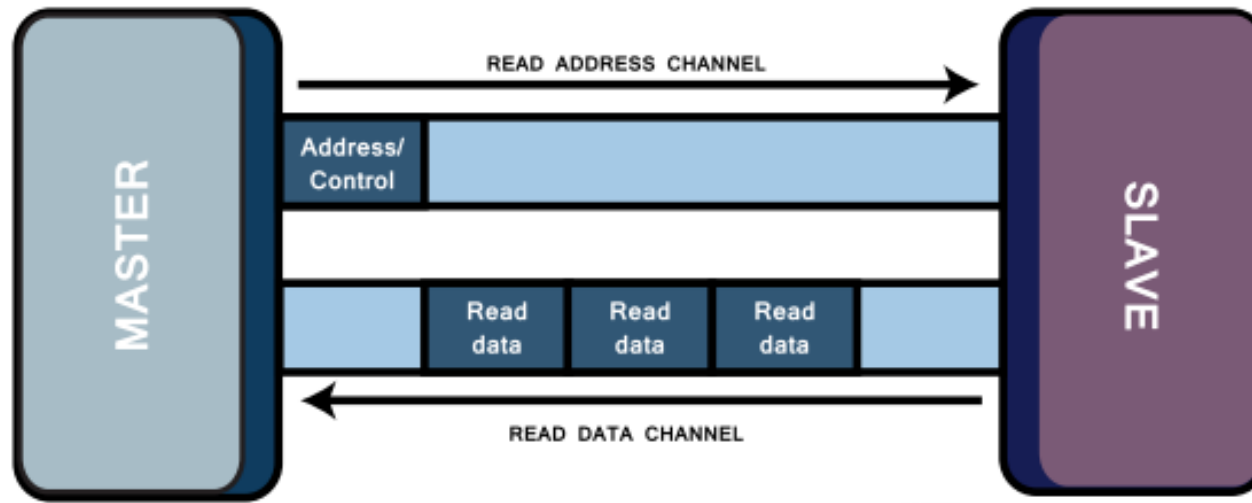 READ ADDRESS CHANNEL
MASTER
Address/
Control
SLAVE
Read
data
Read
data
Read
data
READ DATA CHANNEL